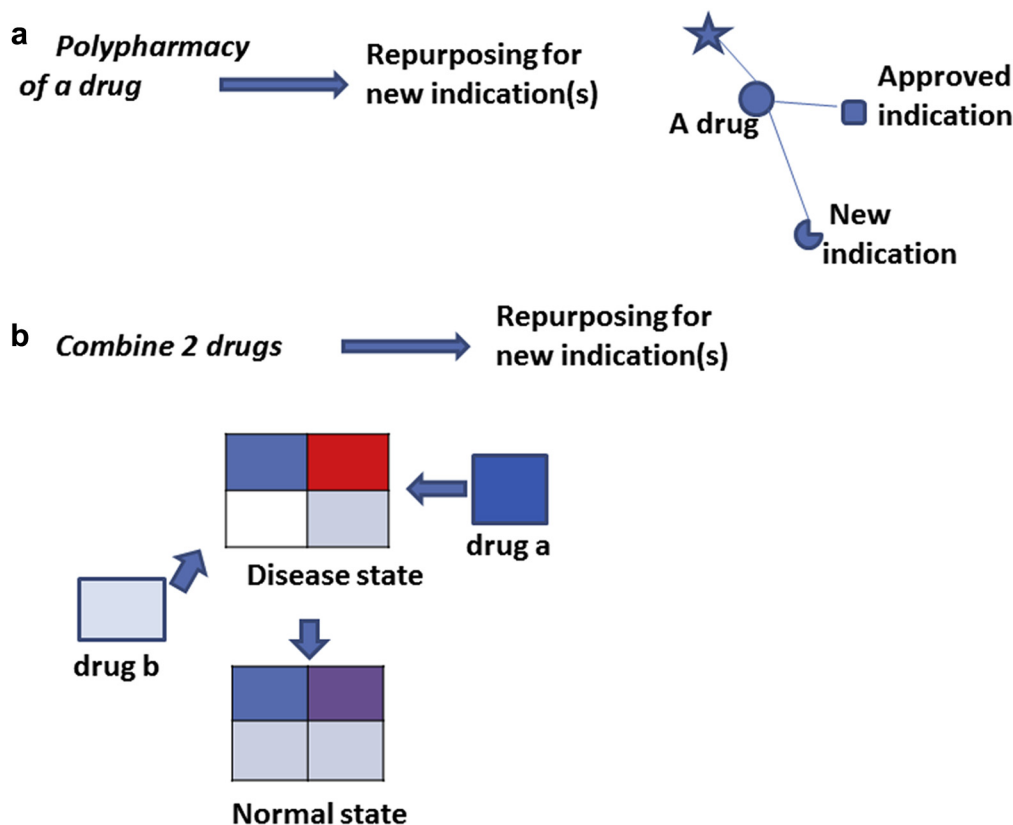 a
Polypharmacy
of a drug
Repurposing for
new indication(s)
A drug
Approved
indication
New
indication
b
Combine 2 drugs
Repurposing for
new indication(s)
drug a
Disease state
drug b
Normal state